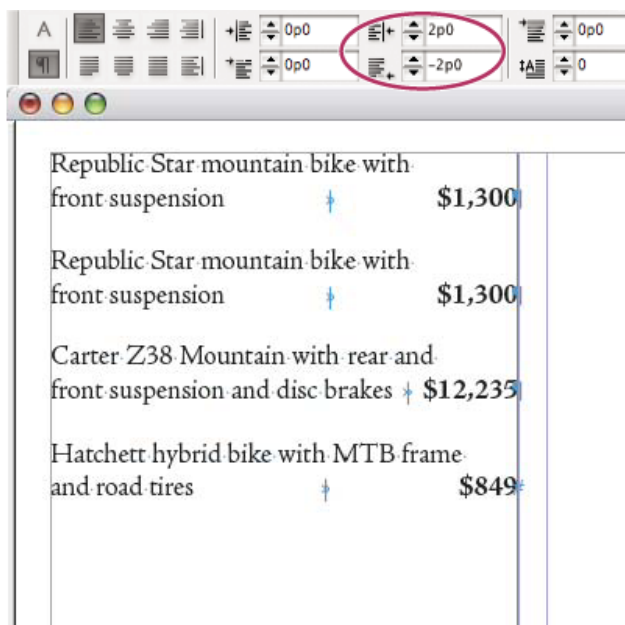 A 0p0 2p0 0p0
¶ 0p0 -2p0 A 0
Republic Star mountain bike with
front suspension $1,300
Republic Star mountain bike with
front suspension $1,300
Carter Z38 Mountain with rear and
front suspension and disc brakes $12,235
Hatchett hybrid bike with MTB frame
and road tires $849